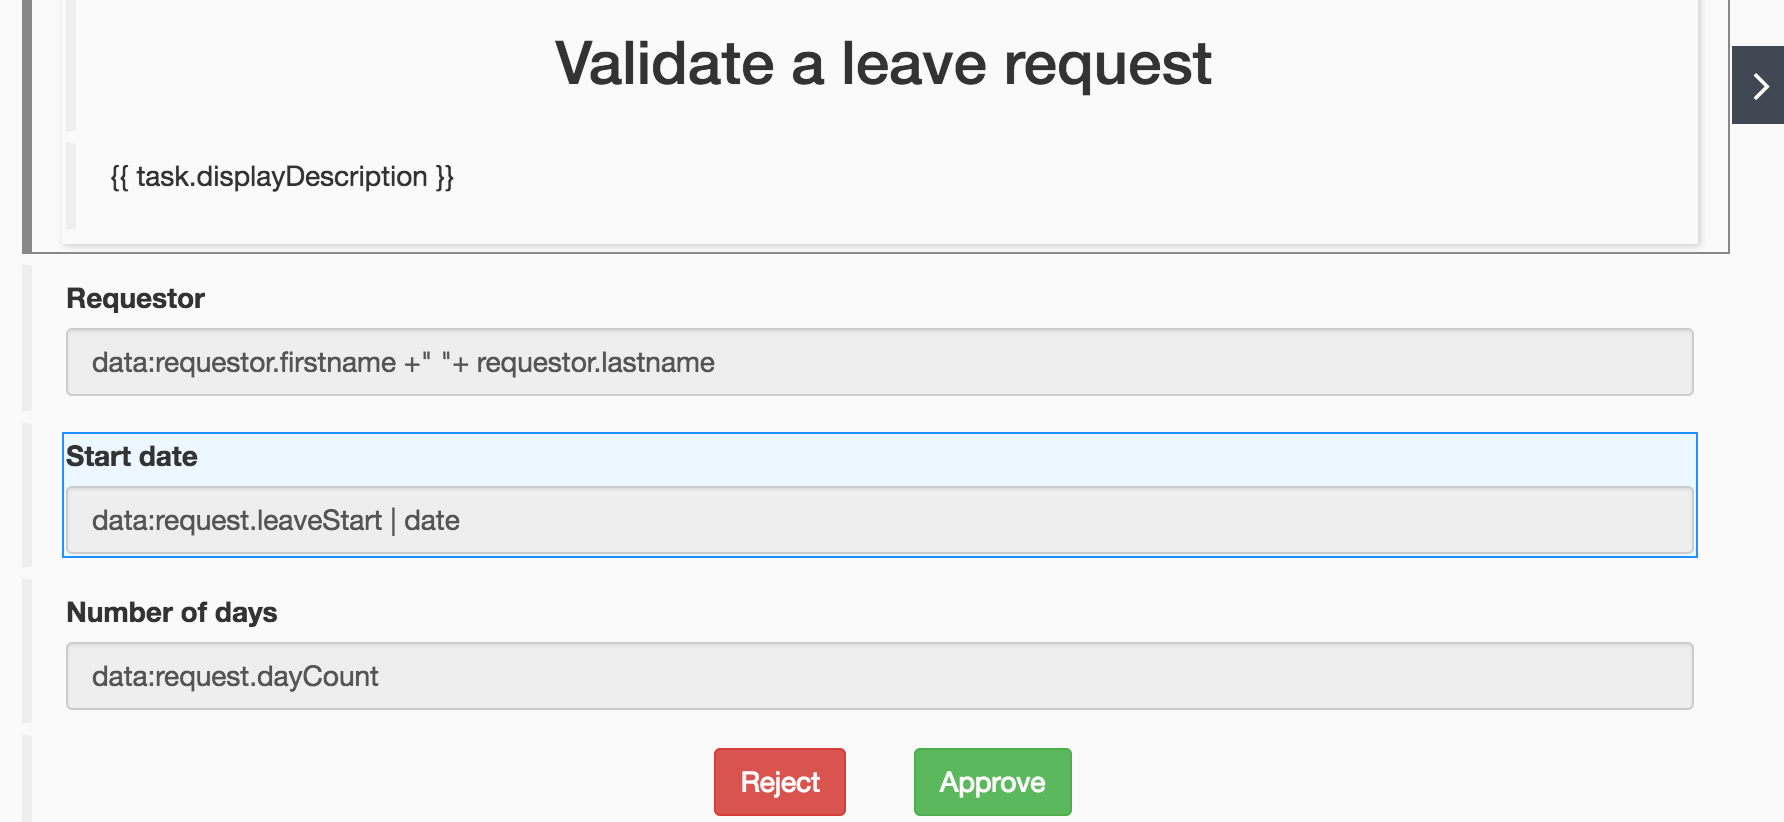 Validate a leave request
{{ task.displayDescription }}
Requestor
data:requestor.firstname +" "+ requestor.lastname
Start date
data:request.leaveStart | date
Number of days
data:request.dayCount
Reject Approve